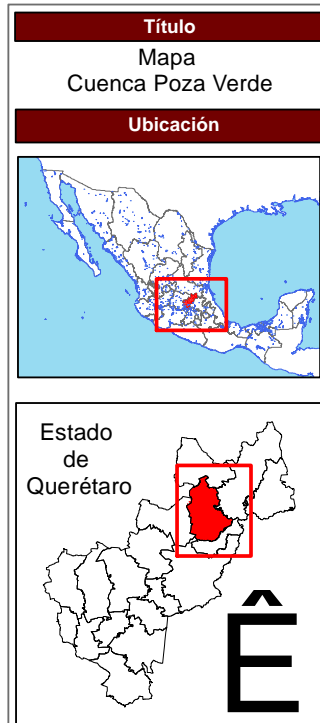 Título
Mapa
Cuenca Poza Verde
Ubicación
Estado
de
Querétaro
Ê